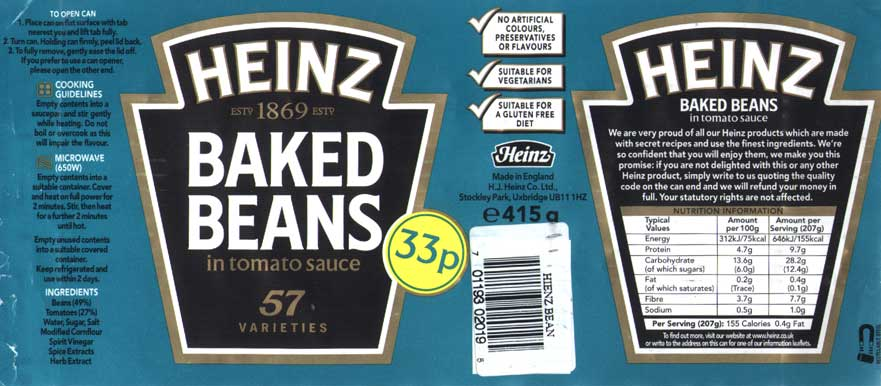 TO OPEN CAN
1. Place can on flat surface with tab
nearest you and lift tab fully.
2. Turn can. Holding can firmly, peel lid back.
3. To fully remove, gently ease the lid off.
If you prefer to use a can opener,
please open the other end.
COOKING
GUIDELINES
Empty contents into a
saucepan and stir gently
while heating. Do not
boil or overcook as this
will impair the flavour.
MICROWAVE
(650W)
Empty contents into a
suitable container. Cover
and heat on full power for
2 minutes. Stir, then heat
for a further 2 minutes
until hot.
Empty unused contents
into a suitable covered
container.
Keep refrigerated and
use within 2 days.
INGREDIENTS
Beans (49%)
Tomatoes (27%)
Water, Sugar, Salt
Modified Cornflour
Spirit Vinegar
Spice Extracts
Herb Extract
HEINZ
ESTD 1869 ESTD
BAKED
BEANS
in tomato sauce
57
VARIETIES
33p
NO ARTIFICIAL
COLOURS,
PRESERVATIVES
OR FLAVOURS
SUITABLE FOR
VEGETARIANS
SUITABLE FOR
A GLUTEN FREE
DIET
Heinz
Made in England
H.J. Heinz Co. Ltd.,
Stockley Park, Uxbridge UB11 1HZ
e415g
HEINZ BEAN
7 01188 02019 5
HEINZ
BAKED BEANS
in tomato sauce
We are very proud of all our Heinz products which are made
with secret recipes and use the finest ingredients. We're
so confident that you will enjoy them, we make you this
promise: if you are not delighted with this or any other
Heinz product, simply write to us quoting the quality
code on the can end and we will refund your money in
full. Your statutory rights are not affected.
NUTRITION INFORMATION
Typical Values Amount per 100g Amount per Serving (207g)
Energy 312kJ/75kcal 646kJ/155kcal
Protein 4.7g 9.7g
Carbohydrate 13.6g 28.2g
(of which sugars) (6.0g) (12.4g)
Fat 0.2g 0.4g
(of which saturates) (Trace) (0.1g)
Fibre 3.7g 7.7g
Sodium 0.5g 1.0g
Per Serving (207g): 155 Calories 0.4g Fat
To find out more, visit our website at www.heinz.co.uk
or write to the address on this can for one of our information leaflets.